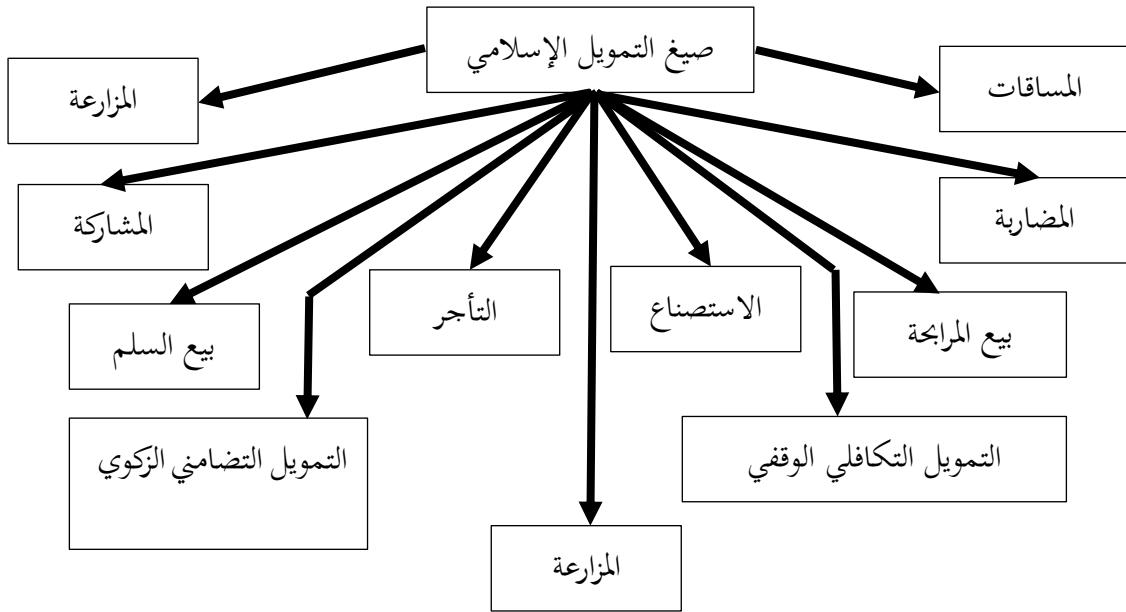 صيغ التمويل الإسلامي
المساقات
المزارعة
المضاربة
المشاركة
الاستصناع
التأجر
بيع المرابحة
بيع السلم
التمويل التكافلي الوقفي
التمويل التضامني الزكوي
المزارعة